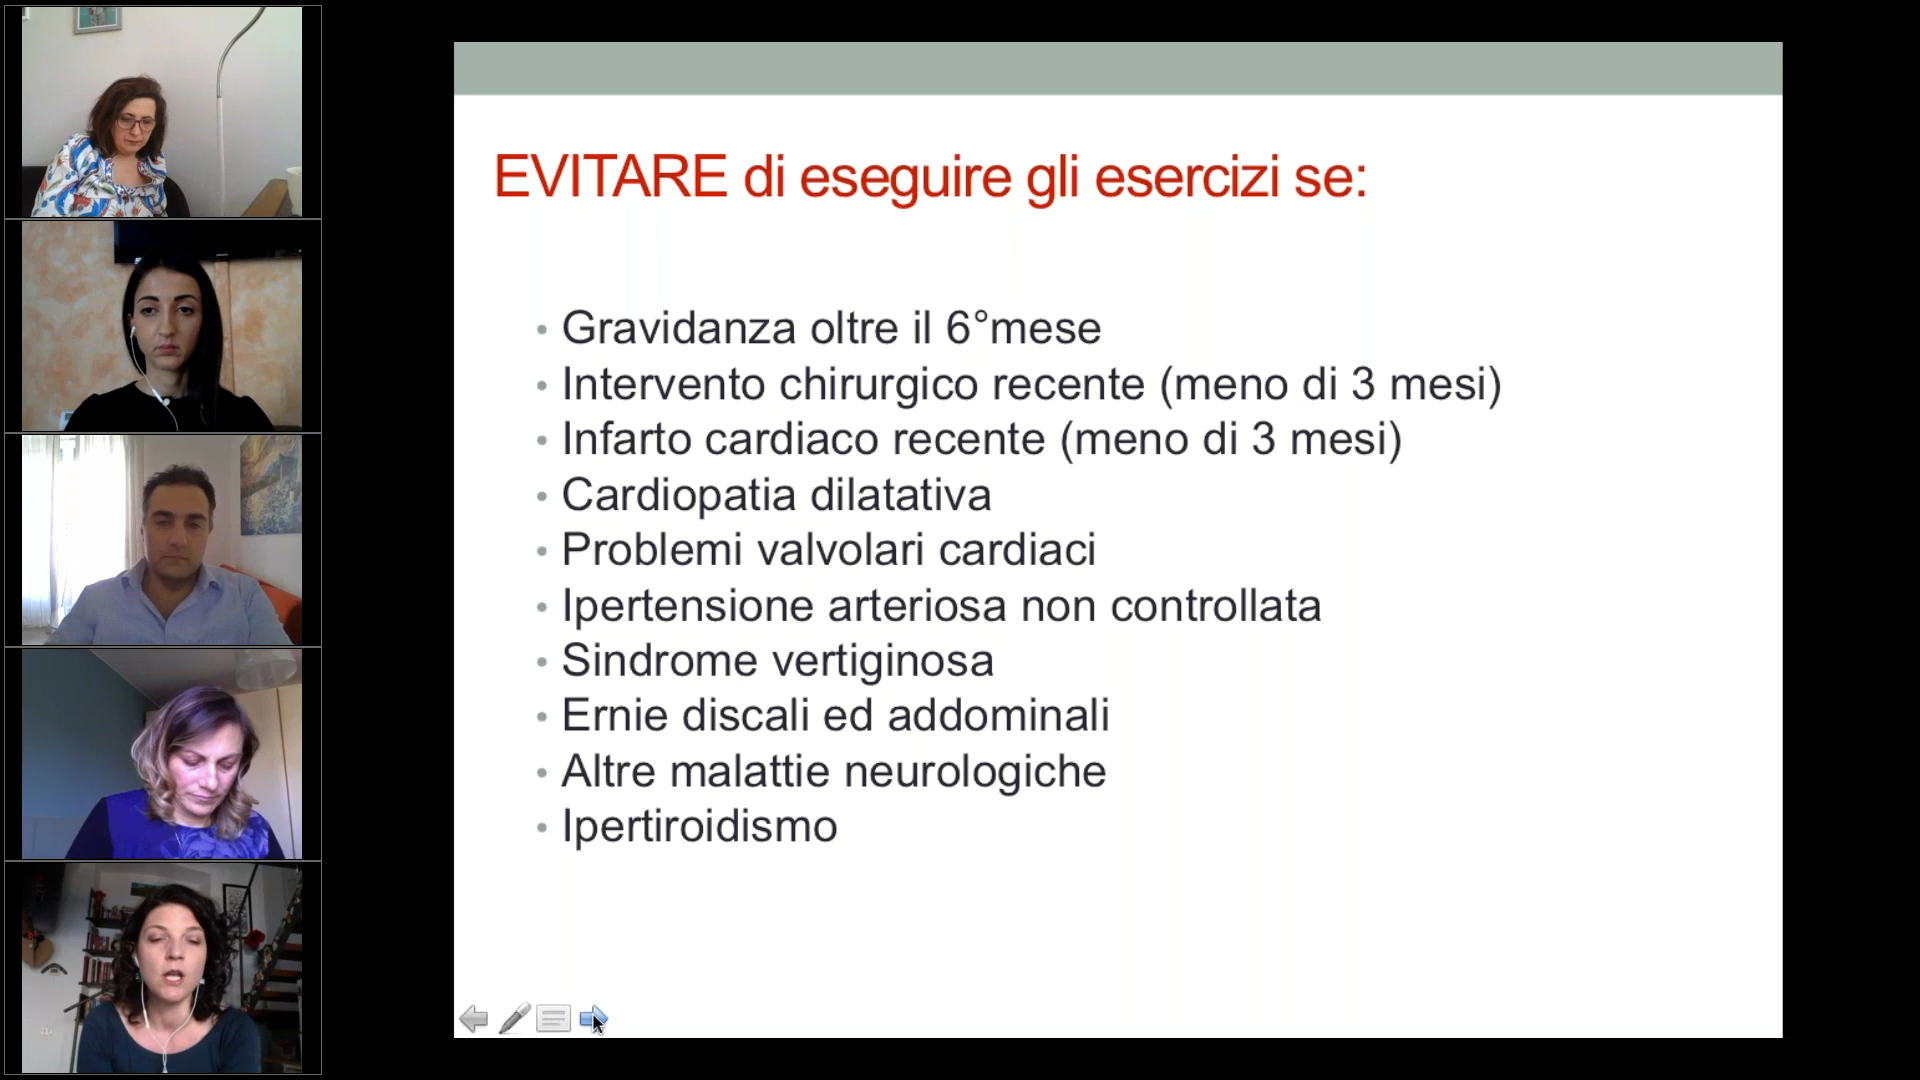 EVITARE di eseguire gli esercizi se:
• Gravidanza oltre il 6°mese
• Intervento chirurgico recente (meno di 3 mesi)
• Infarto cardiaco recente (meno di 3 mesi)
• Cardiopatia dilatativa
• Problemi valvolari cardiaci
• Ipertensione arteriosa non controllata
• Sindrome vertiginosa
• Ernie discali ed addominali
• Altre malattie neurologiche
• Ipertiroidismo